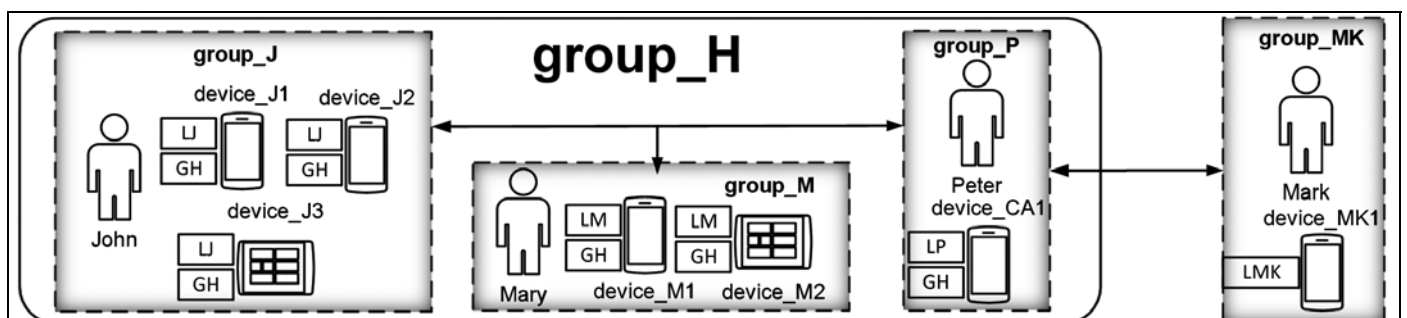 group_H
group_J
device_J1
device_J2
LJ
GH
LJ
GH
device_J3
John
LJ
GH
group_M
LM
GH
LM
GH
Mary
device_M1
device_M2
group_P
Peter
device_CA1
LP
GH
group_MK
Mark
device_MK1
LMK